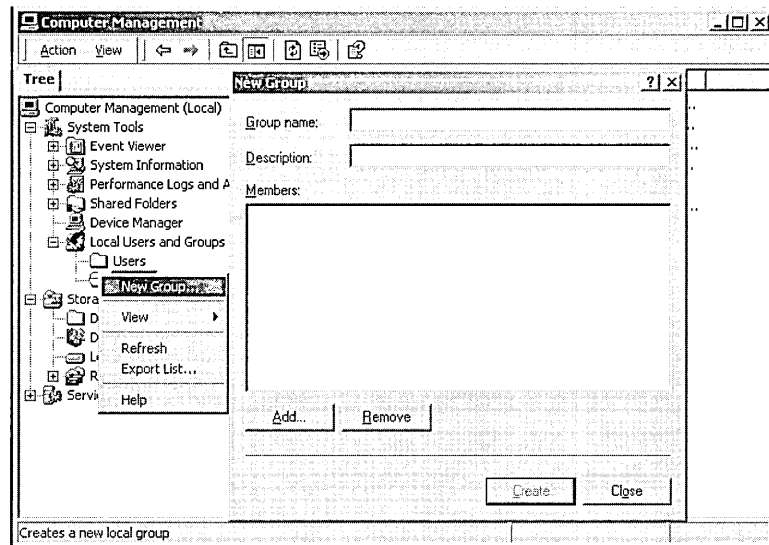 Computer Management
Action View
Tree
Computer Management (Local)
System Tools
Event Viewer
System Information
Performance Logs and A
Shared Folders
Device Manager
Local Users and Groups
Users
New Group...
View
Refresh
Export List...
Help
Stora
D
D
L
R
Servi
New Group
Group name:
Description:
Members:
Add... Remove
Create Close
Creates a new local group